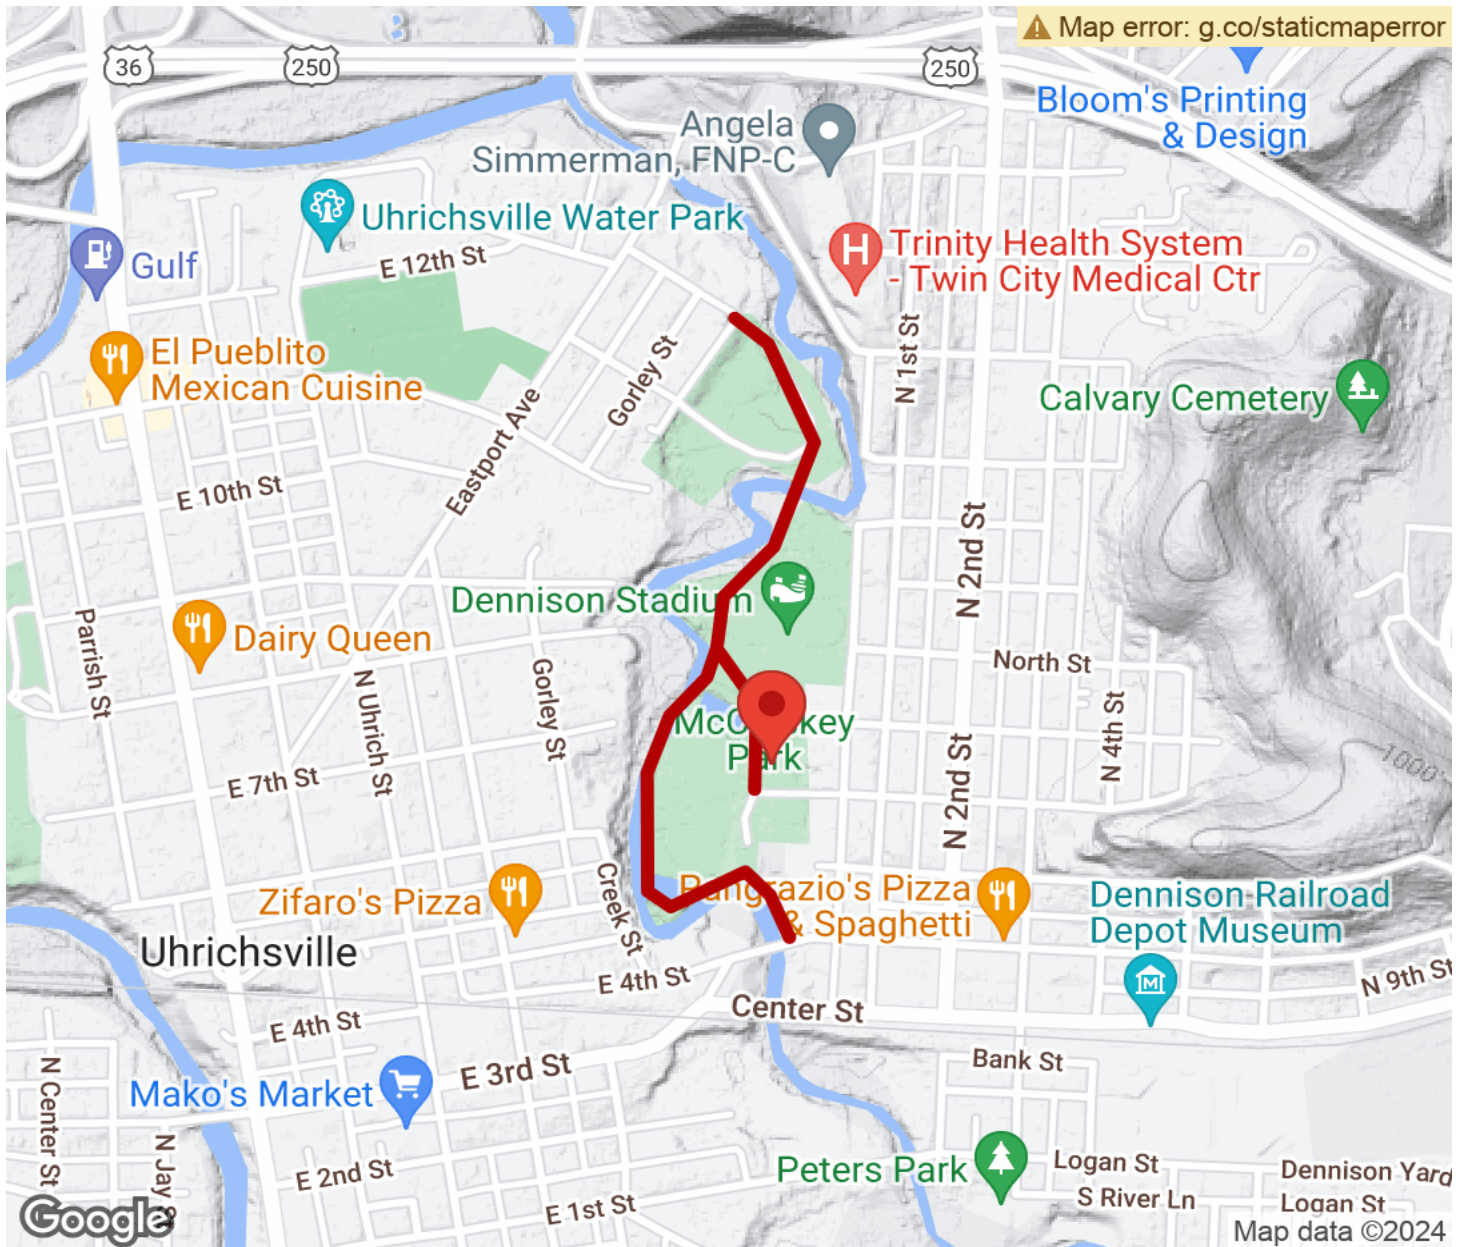 Map error: g.co/staticmaperror
36
250
250
Bloom's Printing
& Design
Angela
Simmerman, FNP-C
Uhrichsville Water Park
Trinity Health System
- Twin City Medical Ctr
Gulf
E 12th St
El Pueblito
Mexican Cuisine
Gorley St
N 1st St
Calvary Cemetery
Eastport Ave
E 10th St
N 2nd St
Dennison Stadium
Parrish St
Dairy Queen
North St
N Uhrich St
Gorley St
Park
N 4th St
E 7th St
N 2nd St
1000'
Zifaro's Pizza
Creek St
Pangrazio's Pizza
& Spaghetti
Dennison Railroad
Depot Museum
Uhrichsville
E 4th St
N 9th St
Center St
E 4th St
Bank St
E 3rd St
N Center St
Mako's Market
N Jay St
E 2nd St
Peters Park
Logan St
Dennison Yard
S River Ln
Logan St
E 1st St
Google
Map data ©2024